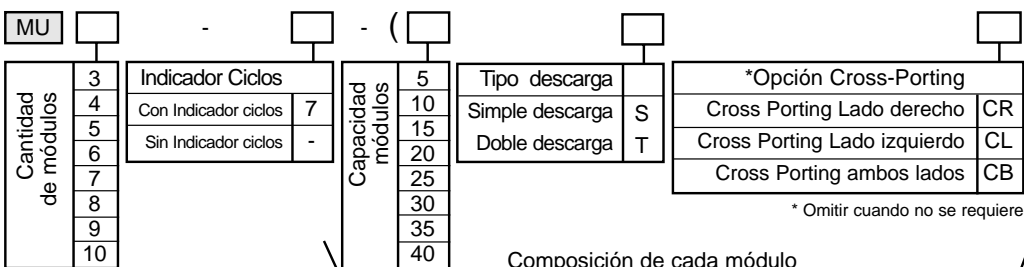 MU - - (
Cantidad de módulos
3
4
5
6
7
8
9
10
Indicador Ciclos
Con Indicador ciclos 7
Sin Indicador ciclos -
Capacidad módulos
5
10
15
20
25
30
35
40
Tipo descarga
Simple descarga S
Doble descarga T
*Opción Cross-Porting
Cross Porting Lado derecho CR
Cross Porting Lado izquierdo CL
Cross Porting ambos lados CB
* Omitir cuando no se requiere
Composición de cada módulo